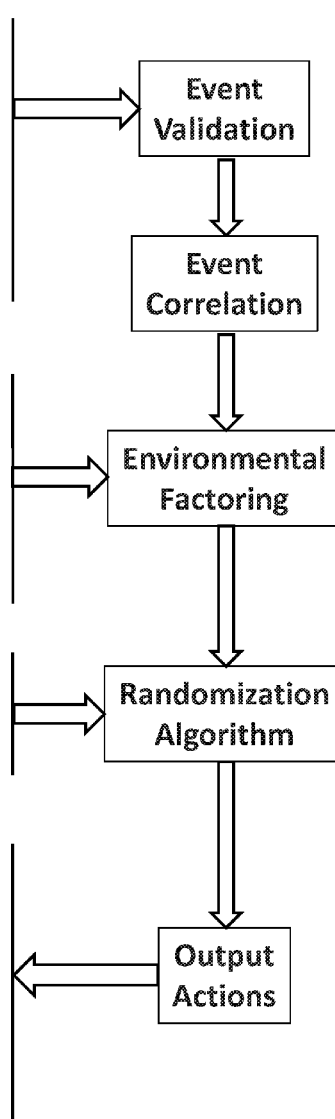 Event
Validation
Event
Correlation
Environmental
Factoring
Randomization
Algorithm
Output
Actions